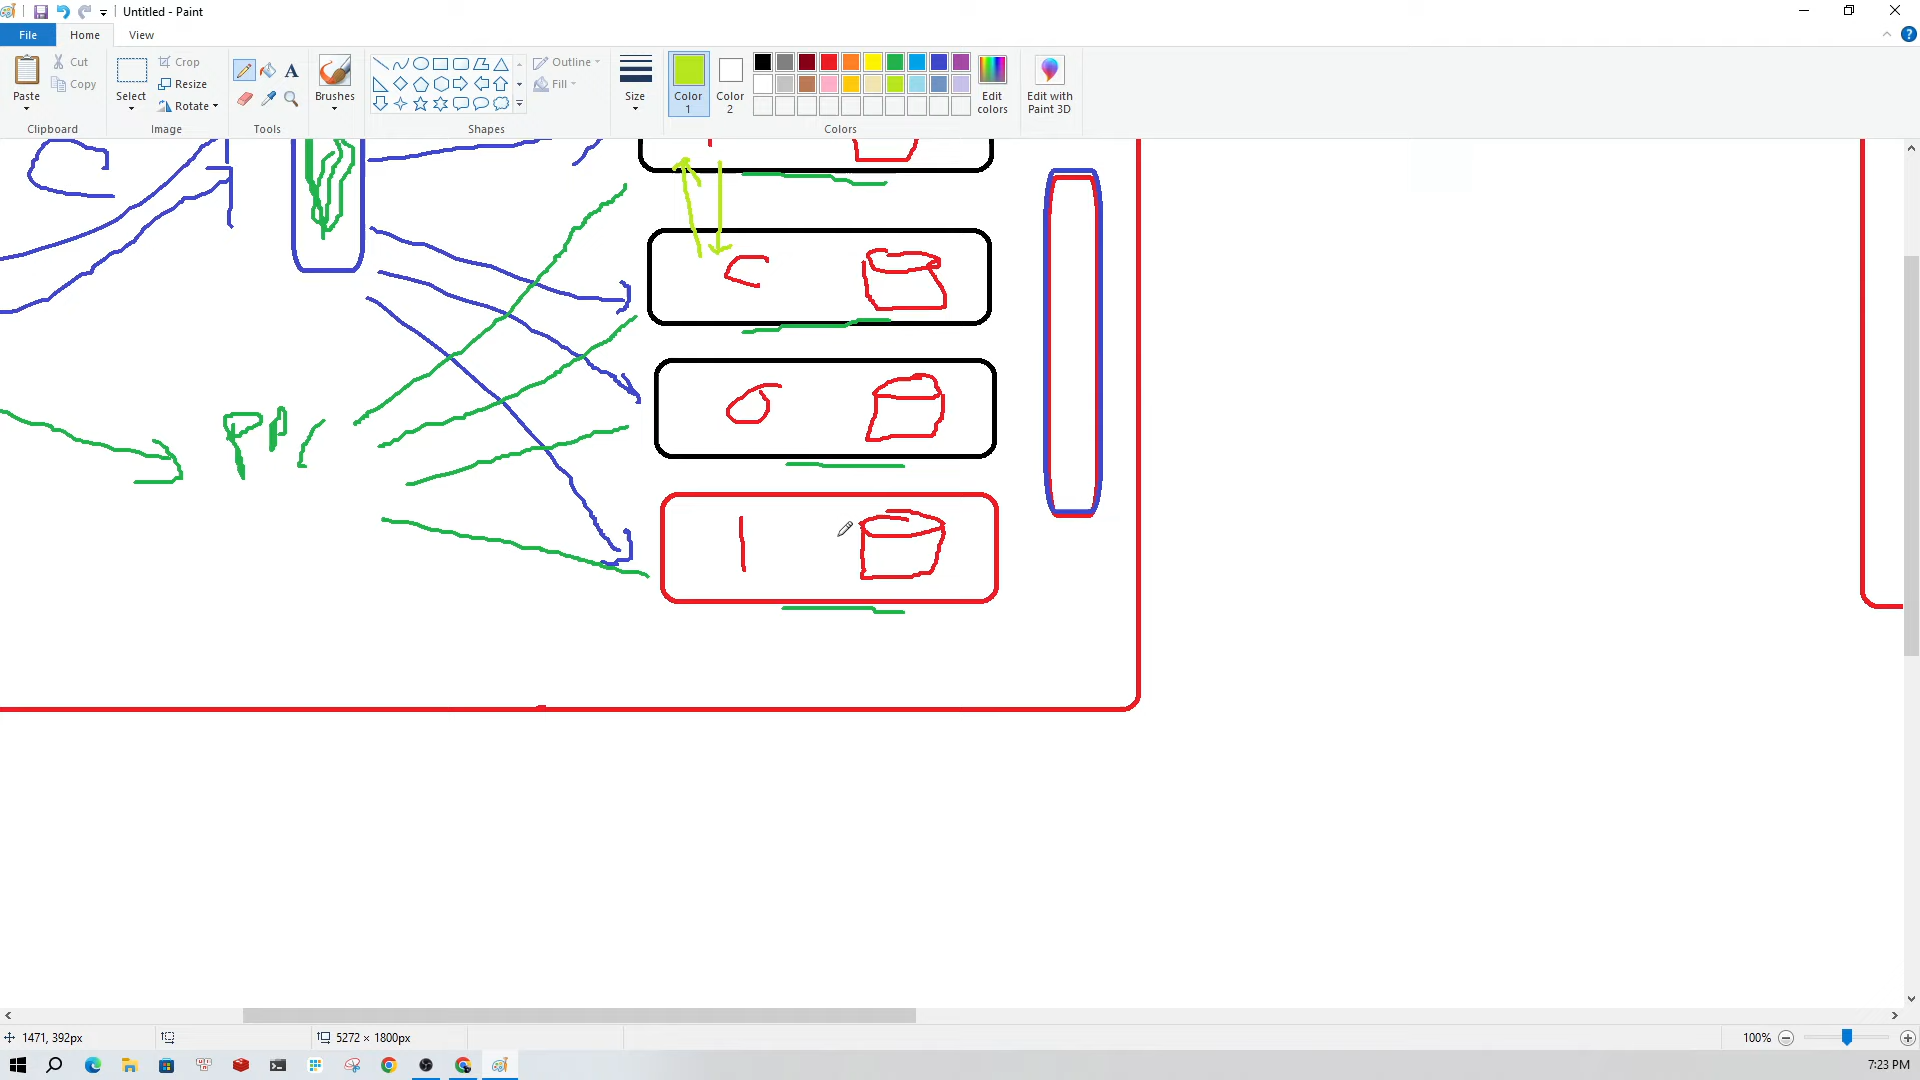 Untitled - Paint
File
Home
View
Paste
Cut
Copy
Clipboard
Select
Crop
Resize
Rotate
Image
Tools
Brushes
Shapes
Outline
Fill
Size
Color
1
Color
2
Colors
Edit
colors
Edit with
Paint 3D
C
C
O
1
1471, 392px
5272 × 1800px
100%
7:23 PM